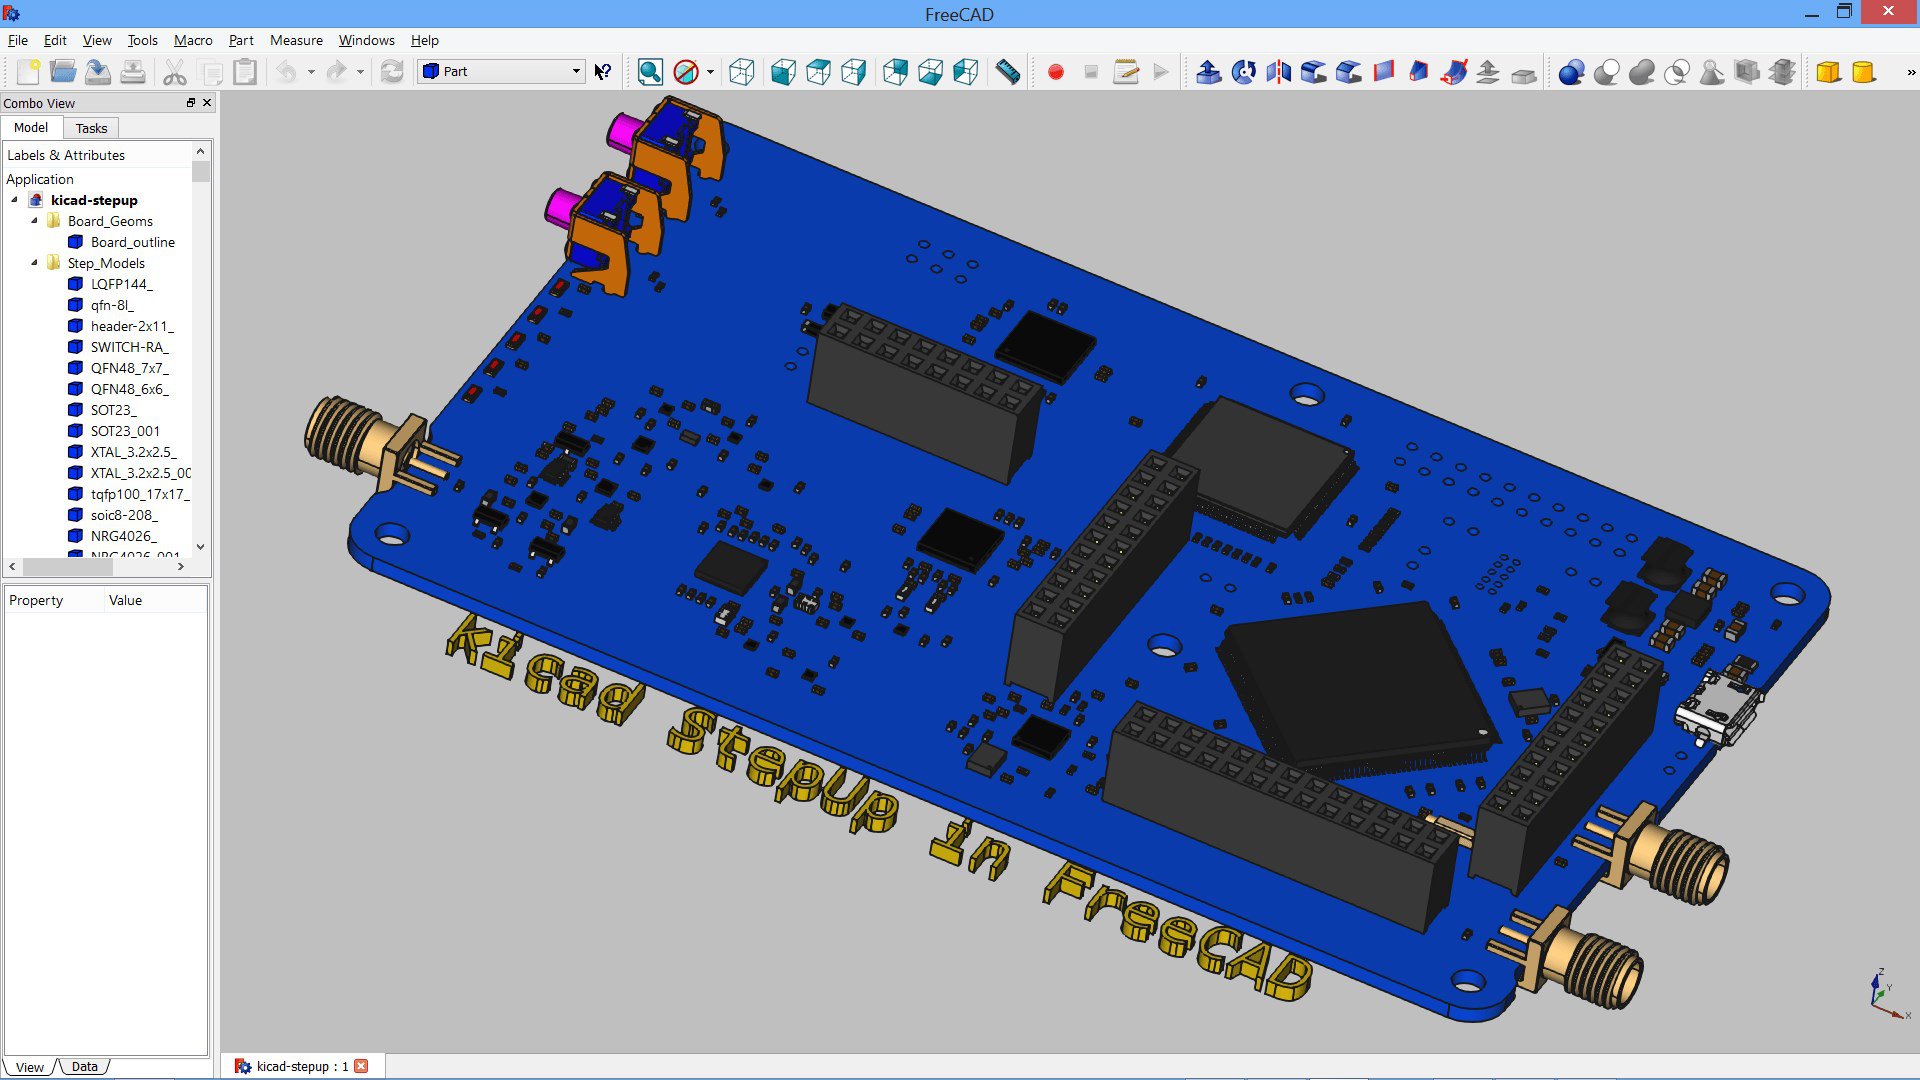 FreeCAD
File Edit View Tools Macro Part Measure Windows Help
Part
»
Combo View
Model Tasks
Labels & Attributes
Application
kicad-stepup
Board_Geoms
Board_outline
Step_Models
LQFP144_
qfn-8l_
header-2x11_
SWITCH-RA_
QFN48_7x7_
QFN48_6x6_
SOT23_
SOT23_001
XTAL_3.2x2.5_
XTAL_3.2x2.5_00
tqfp100_17x17_
soic8-208_
NRG4026_
NRG4026_001
Property Value
kicad StepUp in FreeCAD
Z
Y
X
View Data
kicad-stepup : 1